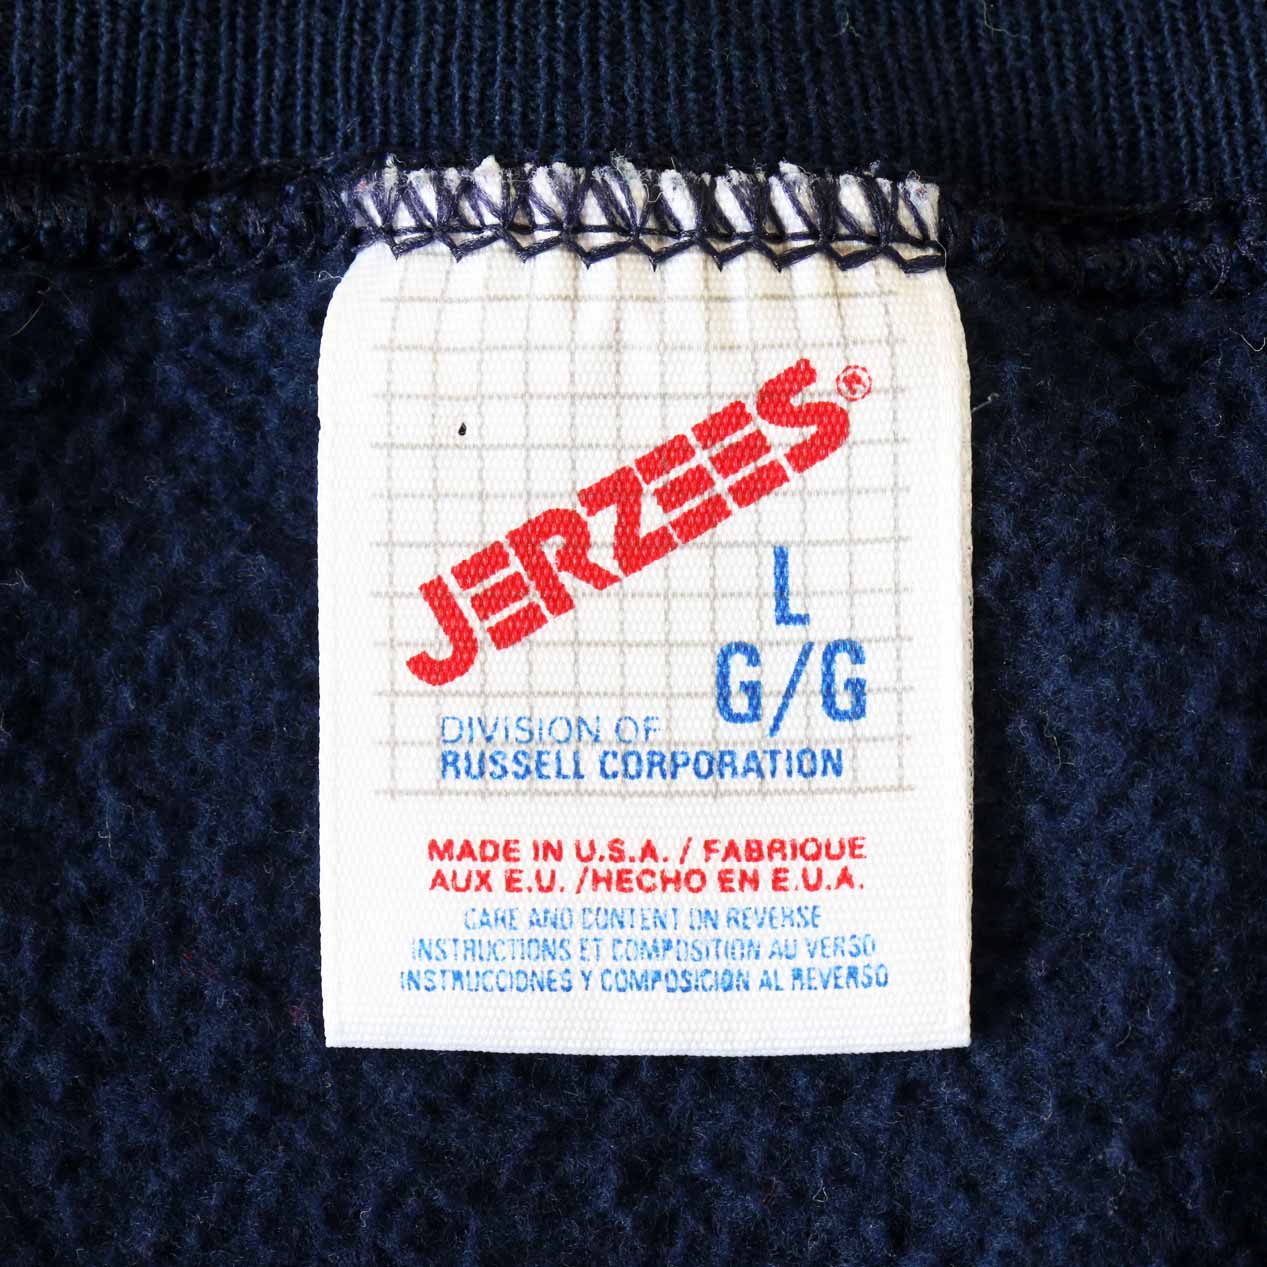 JERZEES®
L
G/G
DIVISION OF
RUSSELL CORPORATION
MADE IN U.S.A. / FABRIQUE
AUX E.U. /HECHO EN E.U.A.
CARE AND CONTENT ON REVERSE
INSTRUCTIONS ET COMPOSITION AU VERSO
INSTRUCCIONES Y COMPOSICION AL REVERSO